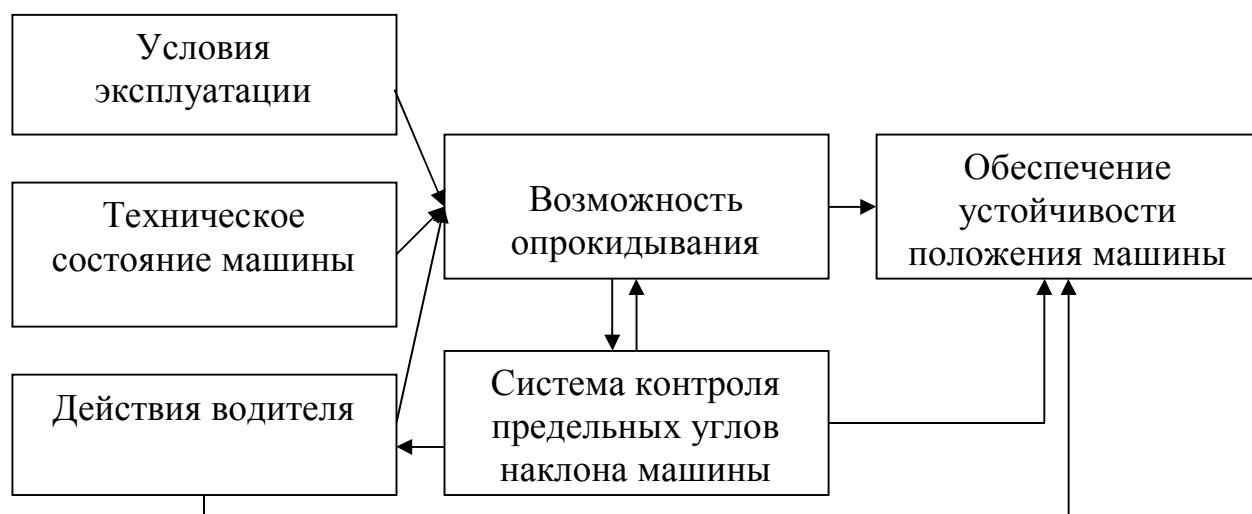 Условия
эксплуатации
Техническое
состояние машины
Действия водителя
Возможность
опрокидывания
Система контроля
предельных углов
наклона машины
Обеспечение
устойчивости
положения машины